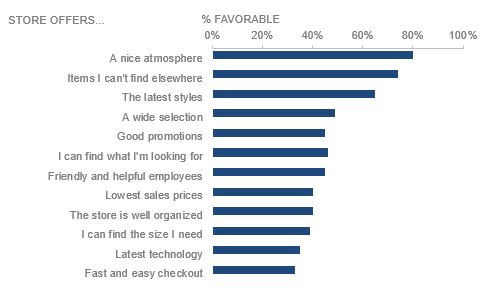 STORE OFFERS...
% FAVORABLE
0% 20% 40% 60% 80% 100%
A nice atmosphere
Items I can't find elsewhere
The latest styles
A wide selection
Good promotions
I can find what I'm looking for
Friendly and helpful employees
Lowest sales prices
The store is well organized
I can find the size I need
Latest technology
Fast and easy checkout